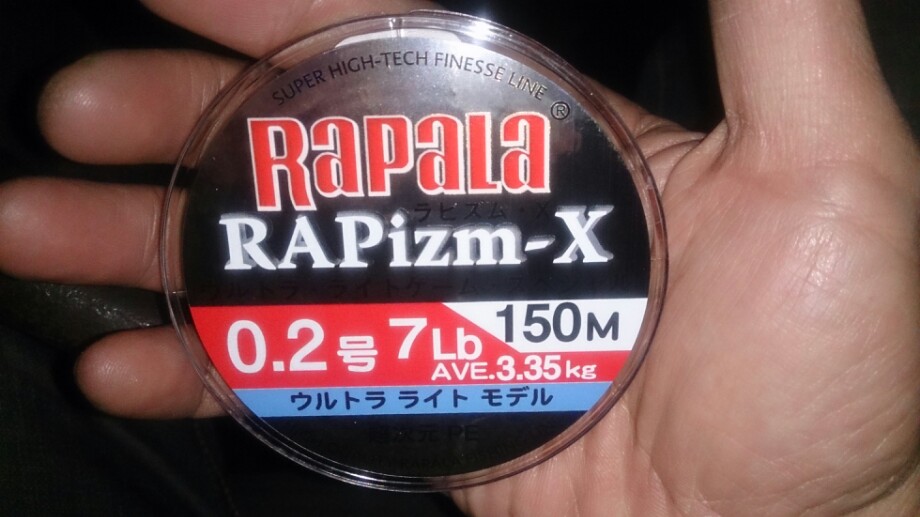 SUPER HIGH-TECH FINESSE LINE
Rapala®
ラピズム・X
RAPizm-X
150M
0.2号 7Lb
AVE.3.35kg
ウルトラ ライト モデル